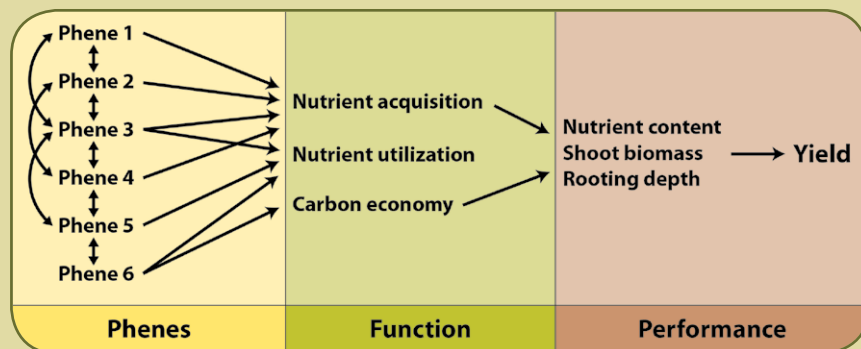 Phene 1
Phene 2
Phene 3
Phene 4
Phene 5
Phene 6
Nutrient acquisition
Nutrient utilization
Carbon economy
Nutrient content
Shoot biomass
Rooting depth
Yield
Phenes
Function
Performance